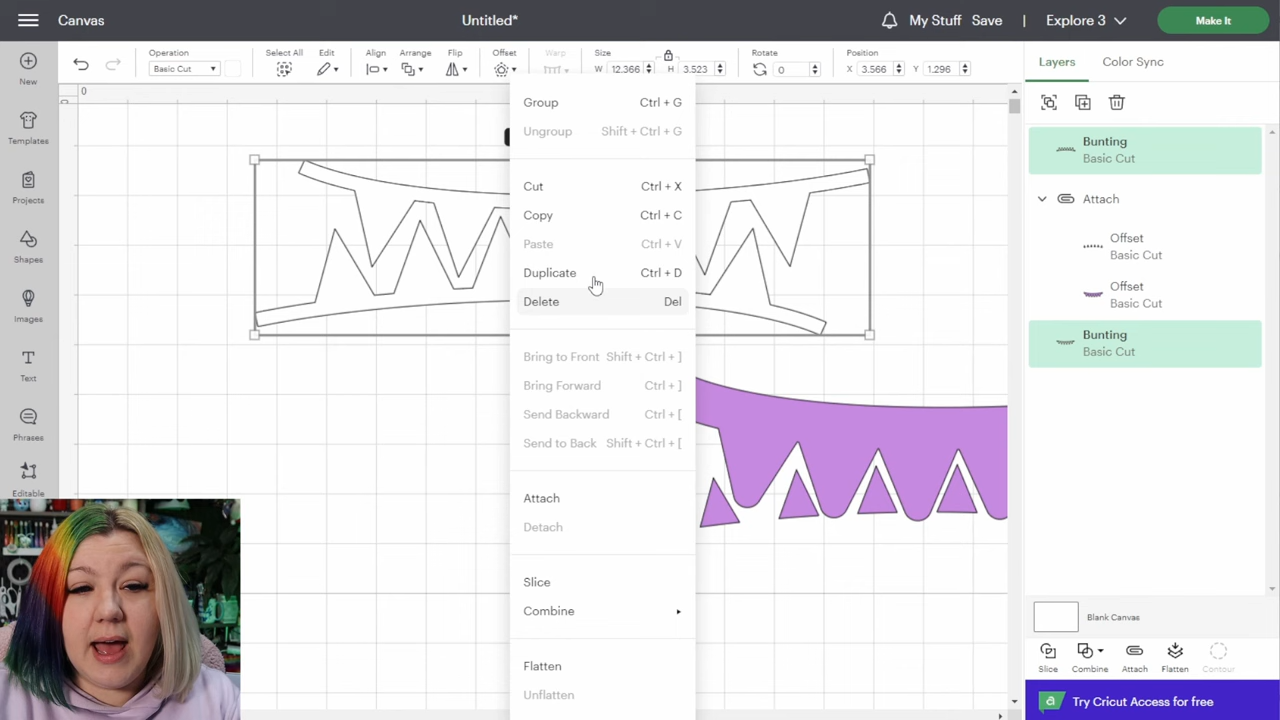 Canvas
Untitled*
My Stuff
Save
|
Explore 3
Make It
New
Templates
Projects
Shapes
Images
Text
Phrases
Editable
Operation
Basic Cut
Select All
Edit
Align
Arrange
Flip
Offset
Warp
Size
W 12.366
H 3.523
Rotate
0
Position
X 3.566
Y 1.296
0
Group Ctrl + G
Ungroup Shift + Ctrl + G
Cut Ctrl + X
Copy Ctrl + C
Paste Ctrl + V
Duplicate Ctrl + D
Delete Del
Bring to Front Shift + Ctrl + ]
Bring Forward Ctrl + ]
Send Backward Ctrl + [
Send to Back Shift + Ctrl + [
Attach
Detach
Slice
Combine
Flatten
Unflatten
Layers
Color Sync
Bunting
Basic Cut
Attach
Offset
Basic Cut
Offset
Basic Cut
Bunting
Basic Cut
Blank Canvas
Slice
Combine
Attach
Flatten
Contour
a
Try Cricut Access for free